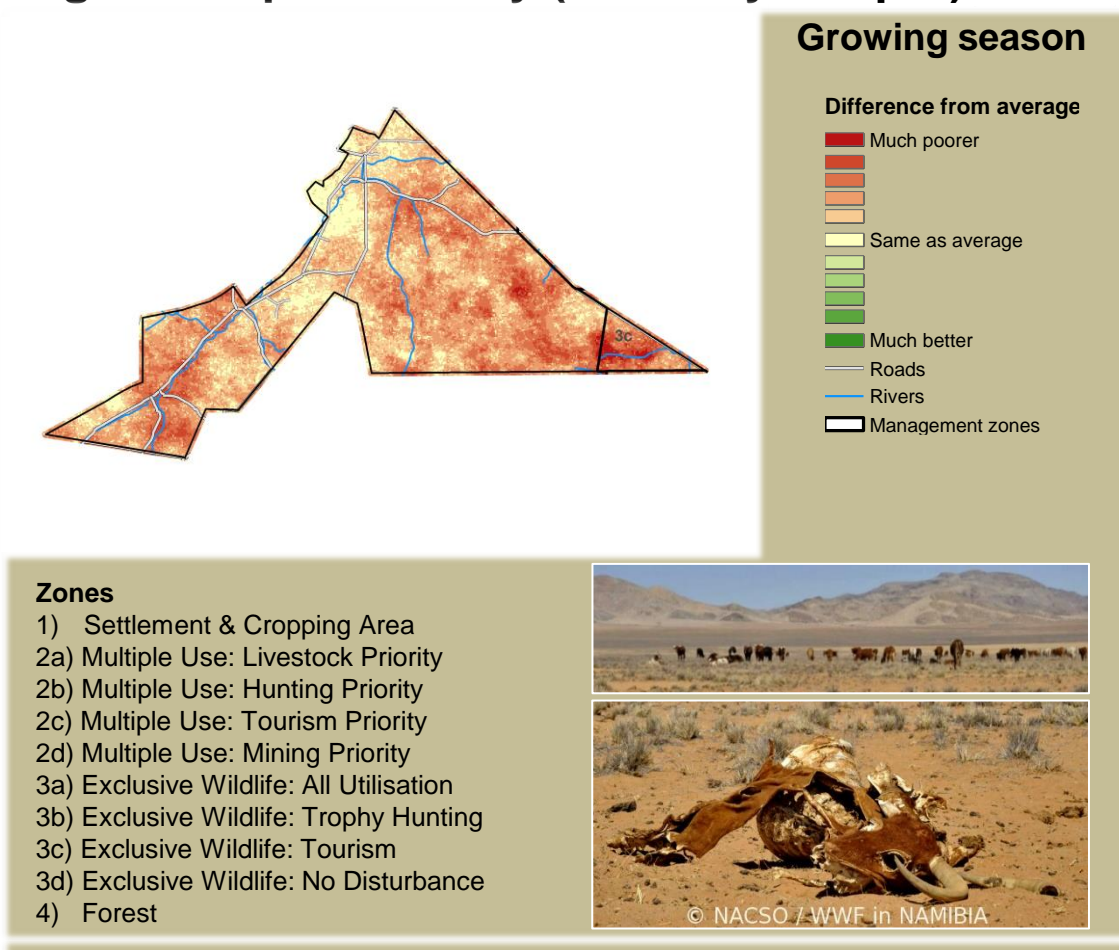 Growing season
Difference from average
Much poorer
Same as average
Much better
Roads
Rivers
Management zones
3c
Zones
1) Settlement & Cropping Area
2a) Multiple Use: Livestock Priority
2b) Multiple Use: Hunting Priority
2c) Multiple Use: Tourism Priority
2d) Multiple Use: Mining Priority
3a) Exclusive Wildlife: All Utilisation
3b) Exclusive Wildlife: Trophy Hunting
3c) Exclusive Wildlife: Tourism
3d) Exclusive Wildlife: No Disturbance
4) Forest
© NACSO / WWF in NAMIBIA